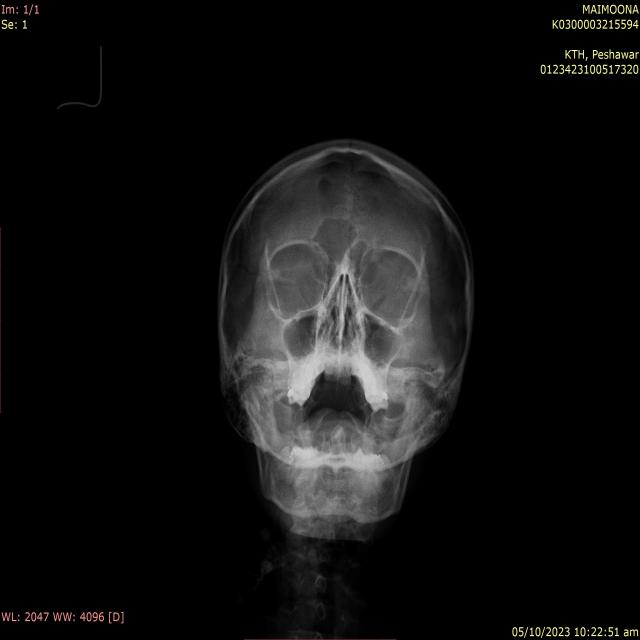 Im: 1/1
Se: 1
MAIMOONA
K0300003215594
KTH, Peshawar
0123423100517320
WL: 2047 WW: 4096 [D]
05/10/2023 10:22:51 am